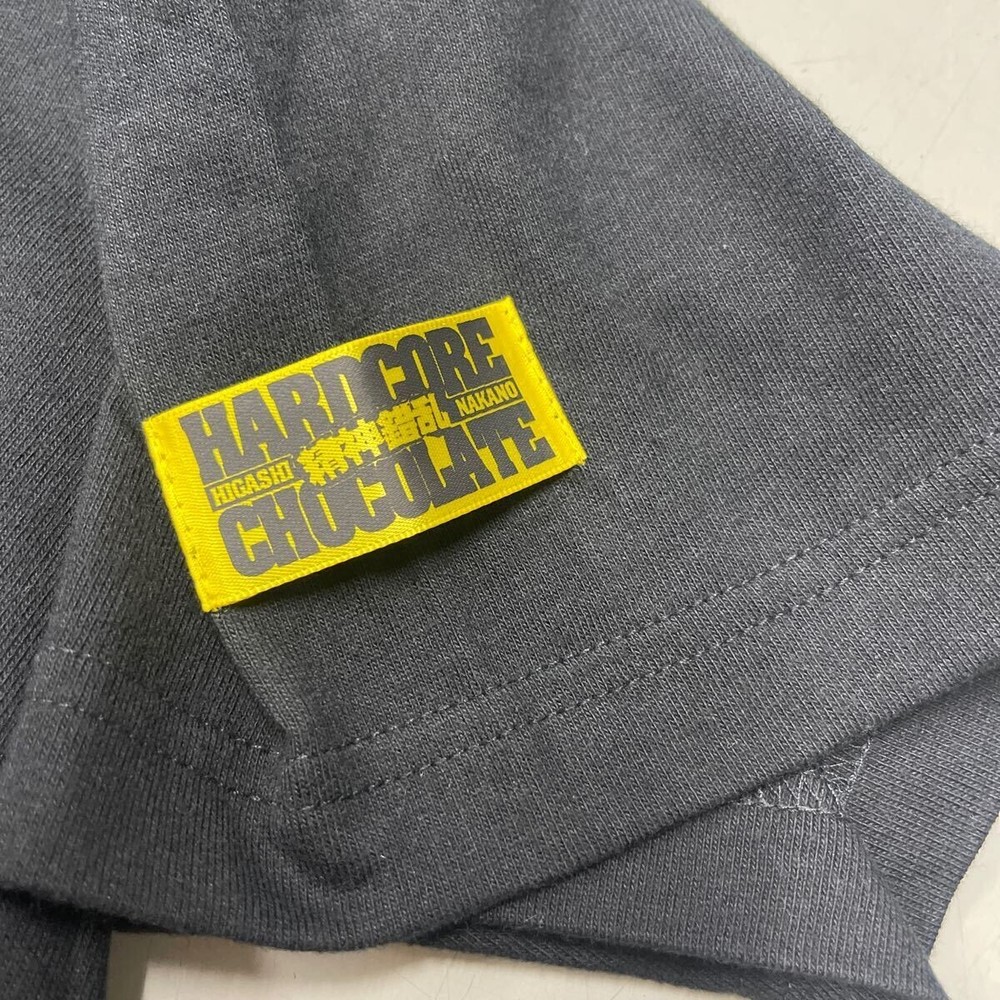 HARDCORE
HIGASHI 精神錯乱 NAKANO
CHOCOLATE